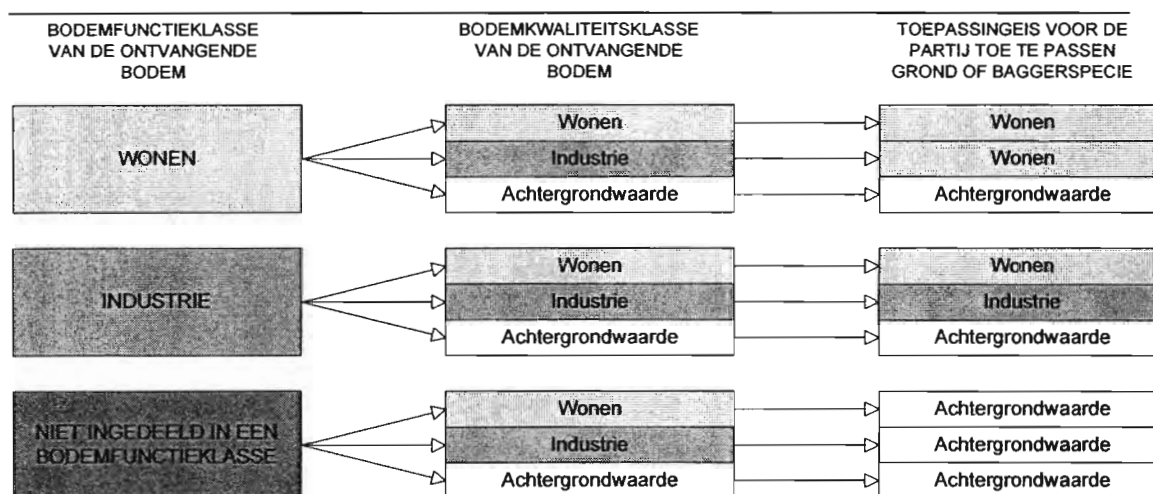 BODEMFUNCTIEKLASSE
VAN DE ONTVANGENDE
BODEM
BODEMKWALITEITSKLASSE
VAN DE ONTVANGENDE
BODEM
TOEPASSINGEIS VOOR DE
PARTIJ TOE TE PASSEN
GROND OF BAGGERSPECIE
WONEN
Wonen
Industrie
Achtergrondwaarde
Wonen
Wonen
Achtergrondwaarde
INDUSTRIE
Wonen
Industrie
Achtergrondwaarde
Wonen
Industrie
Achtergrondwaarde
NIET INGEDEELD IN EEN
BODEMFUNCTIEKLASSE
Wonen
Industrie
Achtergrondwaarde
Achtergrondwaarde
Achtergrondwaarde
Achtergrondwaarde